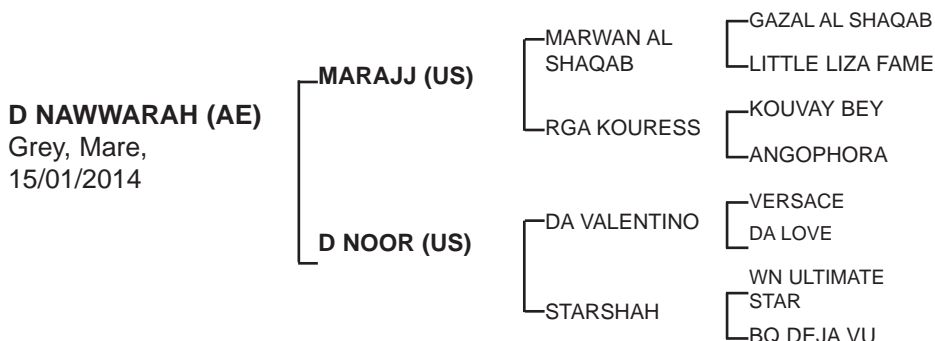 D NAWWARAH (AE)
Grey, Mare,
15/01/2014
MARAJJ (US)
D NOOR (US)
MARWAN AL
SHAQAB
RGA KOURESS
DA VALENTINO
STARSHAH
GAZAL AL SHAQAB
LITTLE LIZA FAME
KOUVAY BEY
ANGOPHORA
VERSACE
DA LOVE
WN ULTIMATE
STAR
BQ DEJA VU